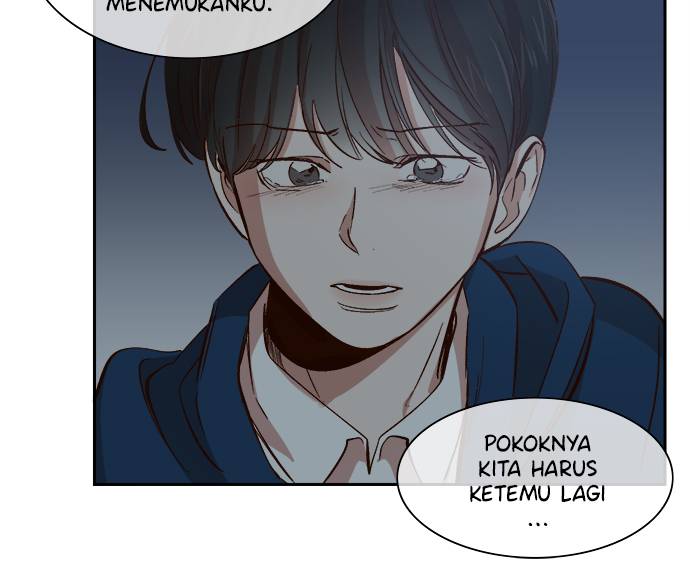 MENEMUKANKU.
POKOKNYA
KITA HARUS
KETEMU LAGI
...